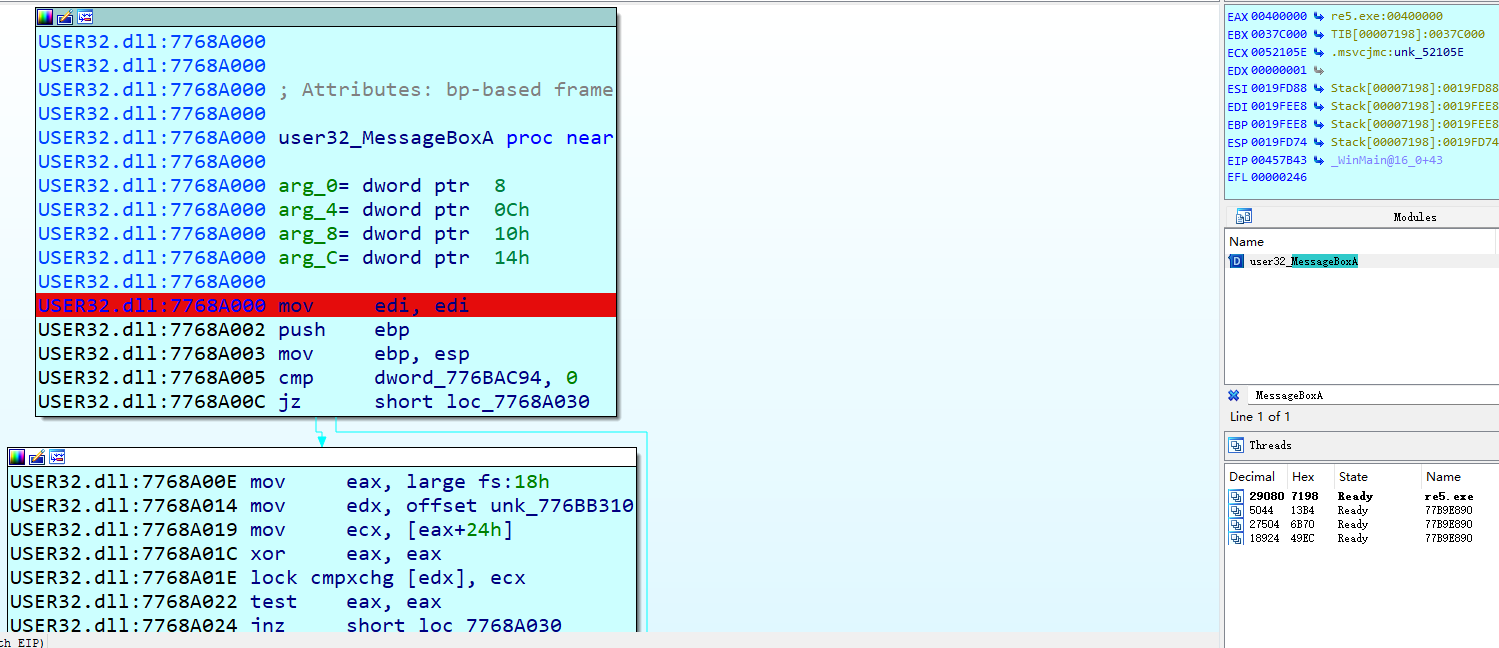 USER32.dll:7768A000
USER32.dll:7768A000
USER32.dll:7768A000 ; Attributes: bp-based frame
USER32.dll:7768A000
USER32.dll:7768A000 user32_MessageBoxA proc near
USER32.dll:7768A000
USER32.dll:7768A000 arg_0= dword ptr  8
USER32.dll:7768A000 arg_4= dword ptr  0Ch
USER32.dll:7768A000 arg_8= dword ptr  10h
USER32.dll:7768A000 arg_C= dword ptr  14h
USER32.dll:7768A000
USER32.dll:7768A000 mov     edi, edi
USER32.dll:7768A002 push    ebp
USER32.dll:7768A003 mov     ebp, esp
USER32.dll:7768A005 cmp     dword_776BAC94, 0
USER32.dll:7768A00C jz      short loc_7768A030
USER32.dll:7768A00E mov     eax, large fs:18h
USER32.dll:7768A014 mov     edx, offset unk_776BB310
USER32.dll:7768A019 mov     ecx, [eax+24h]
USER32.dll:7768A01C xor     eax, eax
USER32.dll:7768A01E lock cmpxchg [edx], ecx
USER32.dll:7768A022 test    eax, eax
USER32.dll:7768A024 jnz     short loc_7768A030
ch EIP)
EAX 00400000 re5.exe:00400000
EBX 0037C000 TIB[00007198]:0037C000
ECX 0052105E .msvcjmc:unk_52105E
EDX 00000001
ESI 0019FD88 Stack[00007198]:0019FD88
EDI 0019FEE8 Stack[00007198]:0019FEE8
EBP 0019FEE8 Stack[00007198]:0019FEE8
ESP 0019FD74 Stack[00007198]:0019FD74
EIP 00457B43 _WinMain@16_0+43
EFL 00000246
Modules
Name
D user32_MessageBoxA
MessageBoxA
Line 1 of 1
Threads
Decimal Hex State Name
29080 7198 Ready re5.exe
5044 13B4 Ready 77B9E890
27504 6B70 Ready 77B9E890
18924 49EC Ready 77B9E890